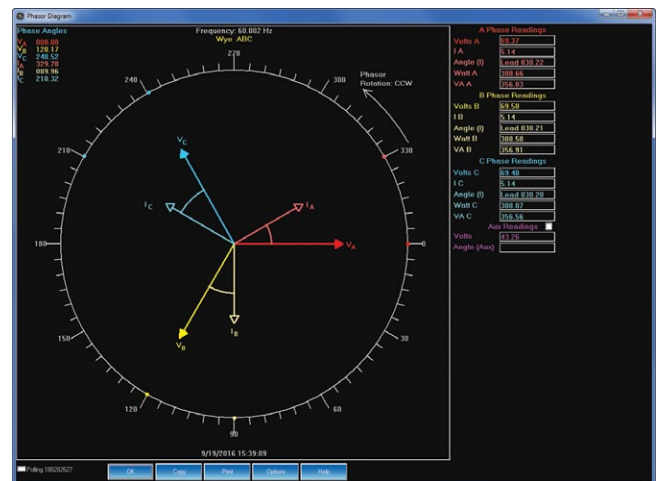 Phasor Diagram
Phase Angles
VA 000.00
VB 120.17
VC 240.52
IA 329.78
IB 089.96
IC 210.32
Frequency: 60.002 Hz
Wye ABC
Phasor
Rotation: CCW
270
300
330
0
30
60
90
120
150
180
210
240
VC
IC
IA
VA
IB
VB
9/19/2016 15:39:09
A Phase Readings
Volts A 69.37
I A 5.14
Angle (I) Lead 030.22
Watt A 308.66
VA A 356.83
B Phase Readings
Volts B 69.50
I B 5.14
Angle (I) Lead 030.21
Watt B 308.50
VA B 356.91
C Phase Readings
Volts C 69.40
I C 5.14
Angle (I) Lead 030.20
Watt C 308.07
VA C 356.56
Aux Readings
Volts 43.26
Angle (Aux)
Polling 100202627
OK
Copy
Print
Options
Help